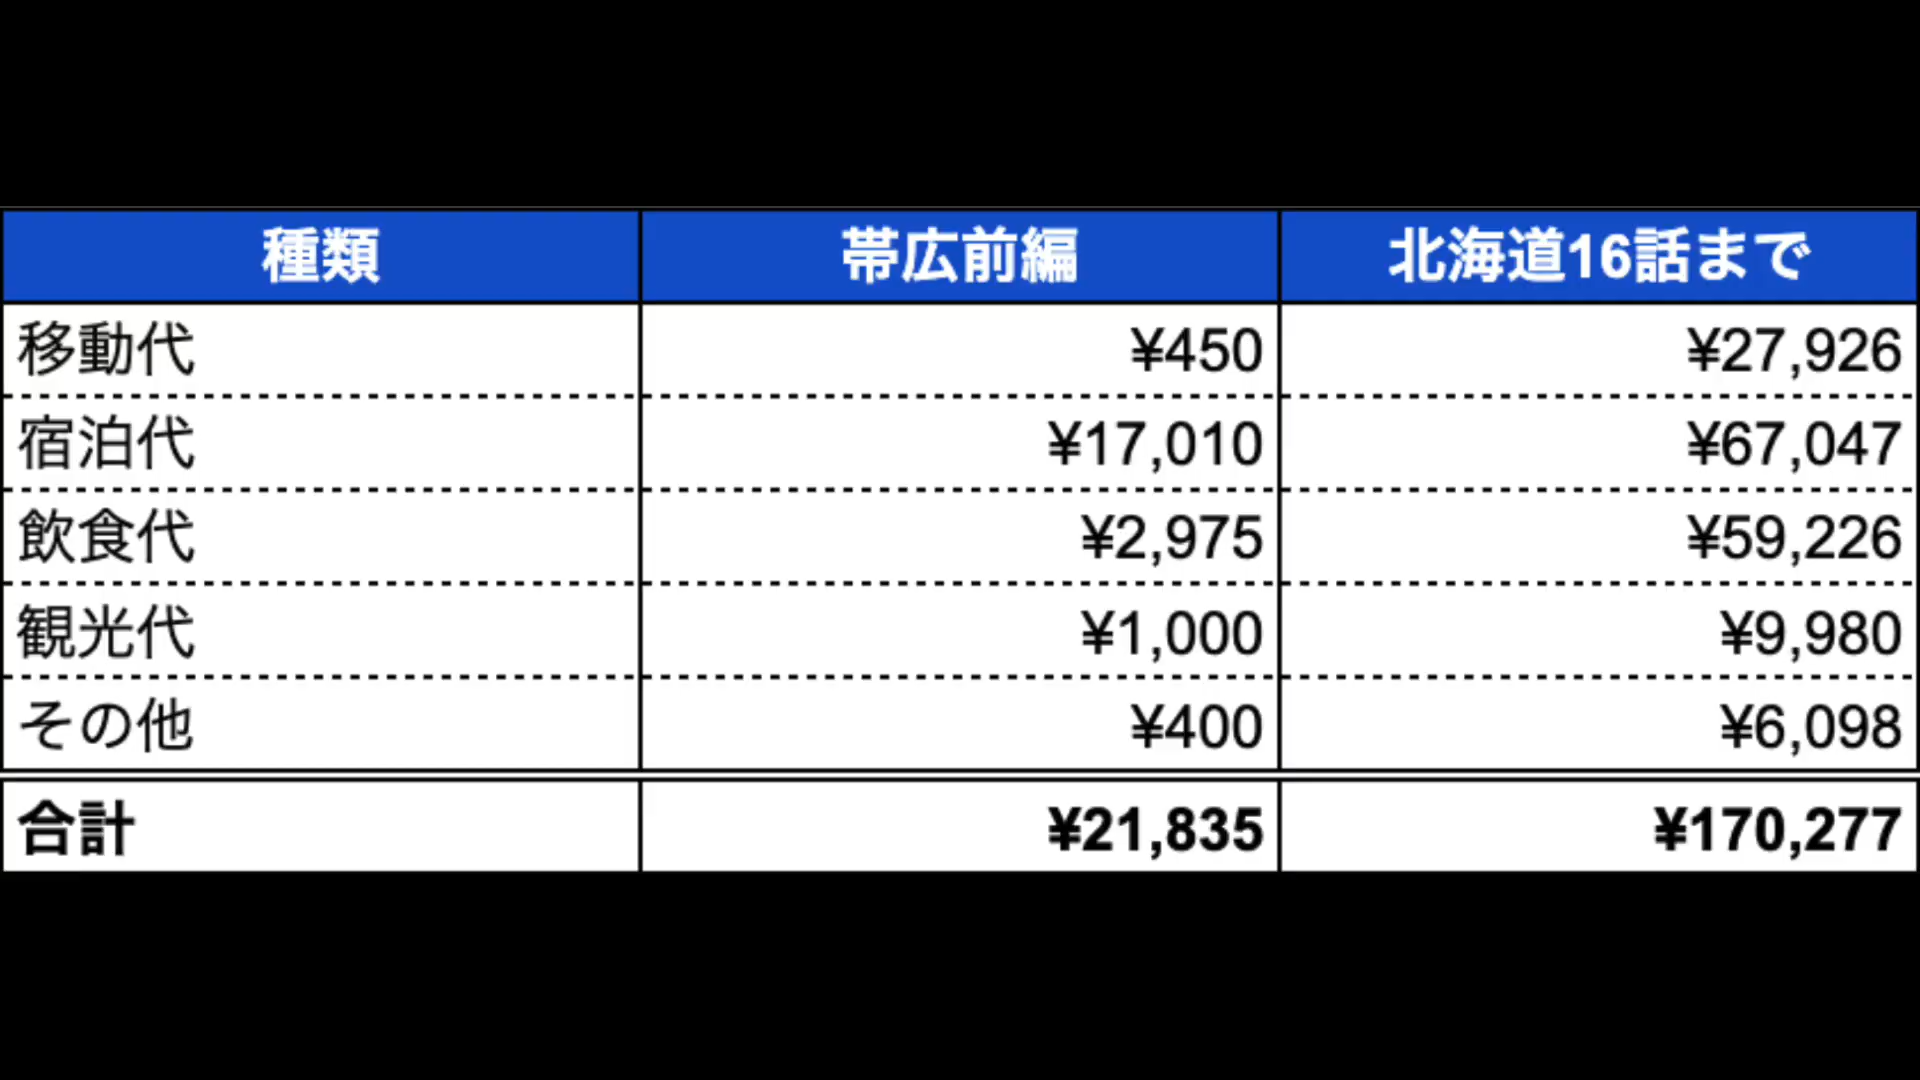 種類 帯広前編 北海道16話まで
移動代 ¥450 ¥27,926
宿泊代 ¥17,010 ¥67,047
飲食代 ¥2,975 ¥59,226
観光代 ¥1,000 ¥9,980
その他 ¥400 ¥6,098
合計 ¥21,835 ¥170,277